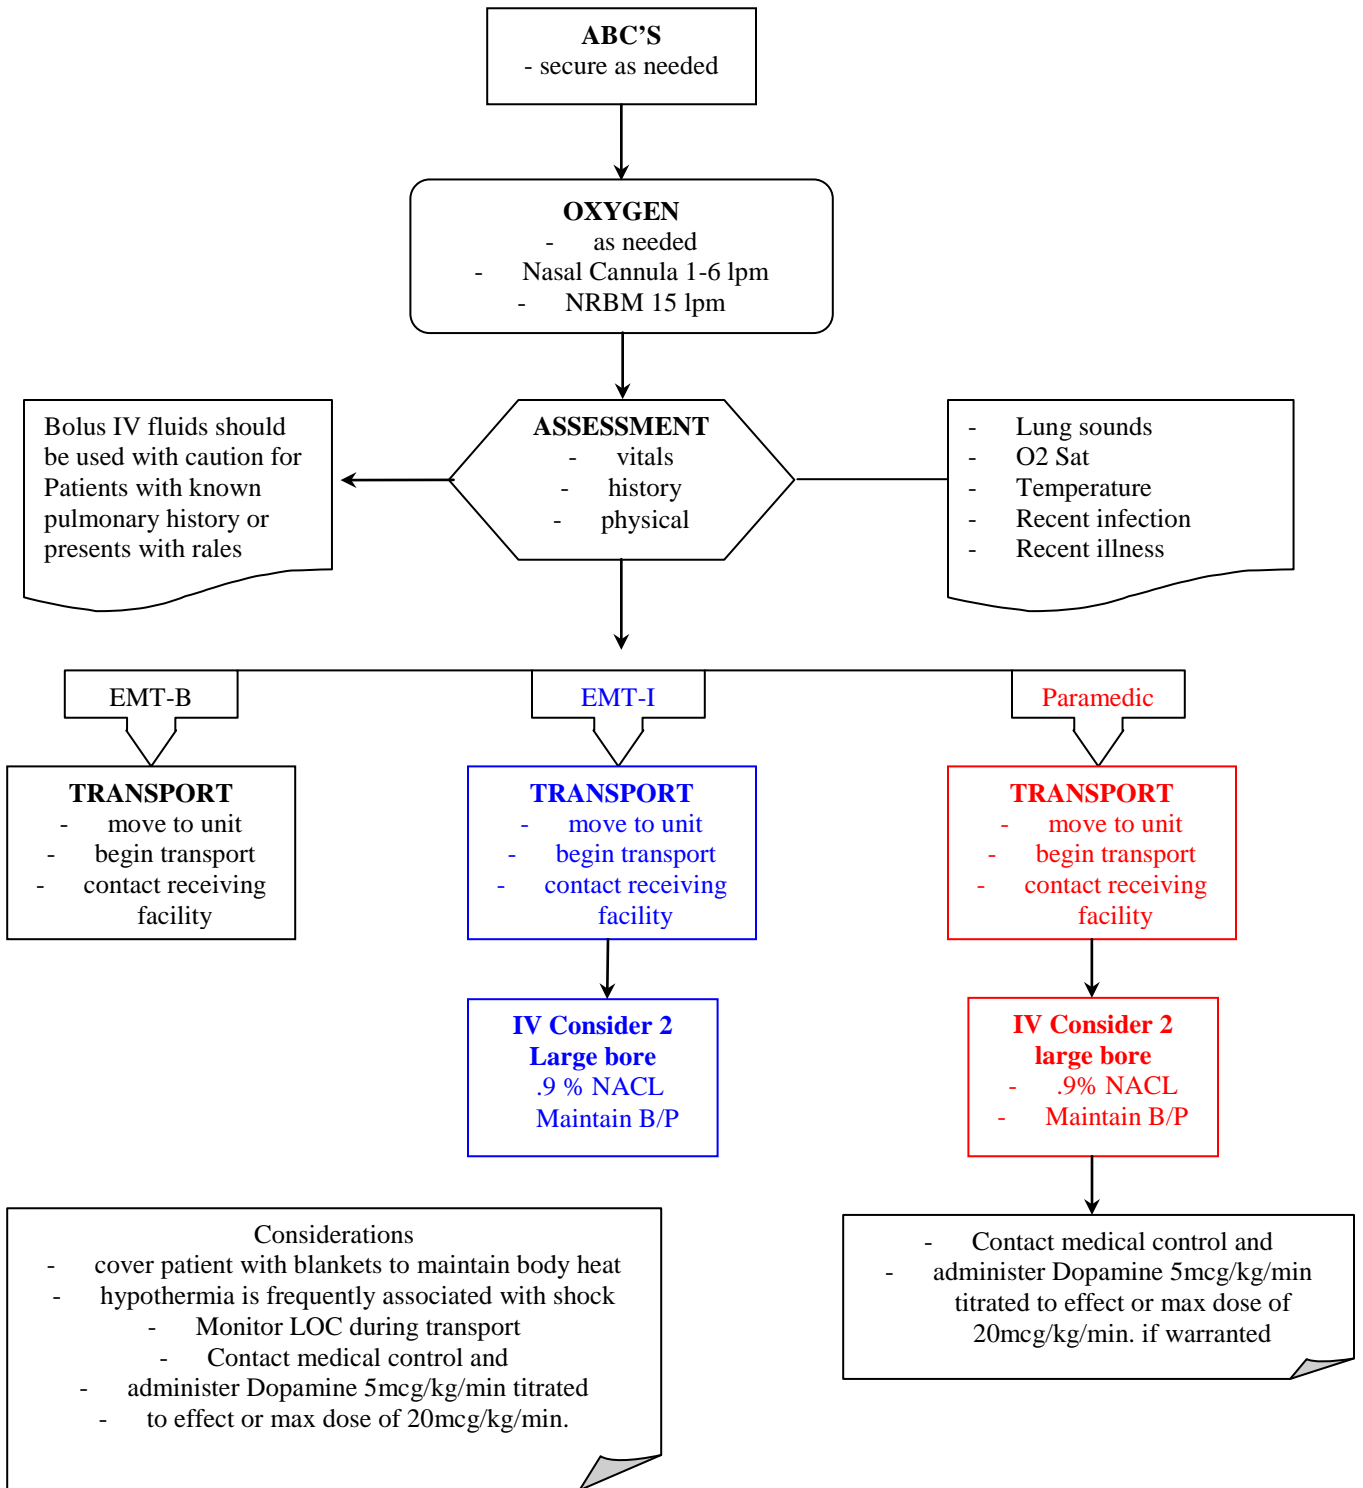 ABC’S
- secure as needed
OXYGEN
- as needed
- Nasal Cannula 1-6 lpm
- NRBM 15 lpm
Bolus IV fluids should
be used with caution for
Patients with known
pulmonary history or
presents with rales
ASSESSMENT
- vitals
- history
- physical
- Lung sounds
- O2 Sat
- Temperature
- Recent infection
- Recent illness
EMT-B
EMT-I
Paramedic
TRANSPORT
- move to unit
- begin transport
- contact receiving
facility
TRANSPORT
- move to unit
- begin transport
- contact receiving
facility
TRANSPORT
- move to unit
- begin transport
- contact receiving
facility
IV Consider 2
Large bore
.9 % NACL
Maintain B/P
IV Consider 2
large bore
- .9% NACL
- Maintain B/P
Considerations
- cover patient with blankets to maintain body heat
- hypothermia is frequently associated with shock
- Monitor LOC during transport
- Contact medical control and
- administer Dopamine 5mcg/kg/min titrated
- to effect or max dose of 20mcg/kg/min.
- Contact medical control and
- administer Dopamine 5mcg/kg/min
titrated to effect or max dose of
20mcg/kg/min. if warranted